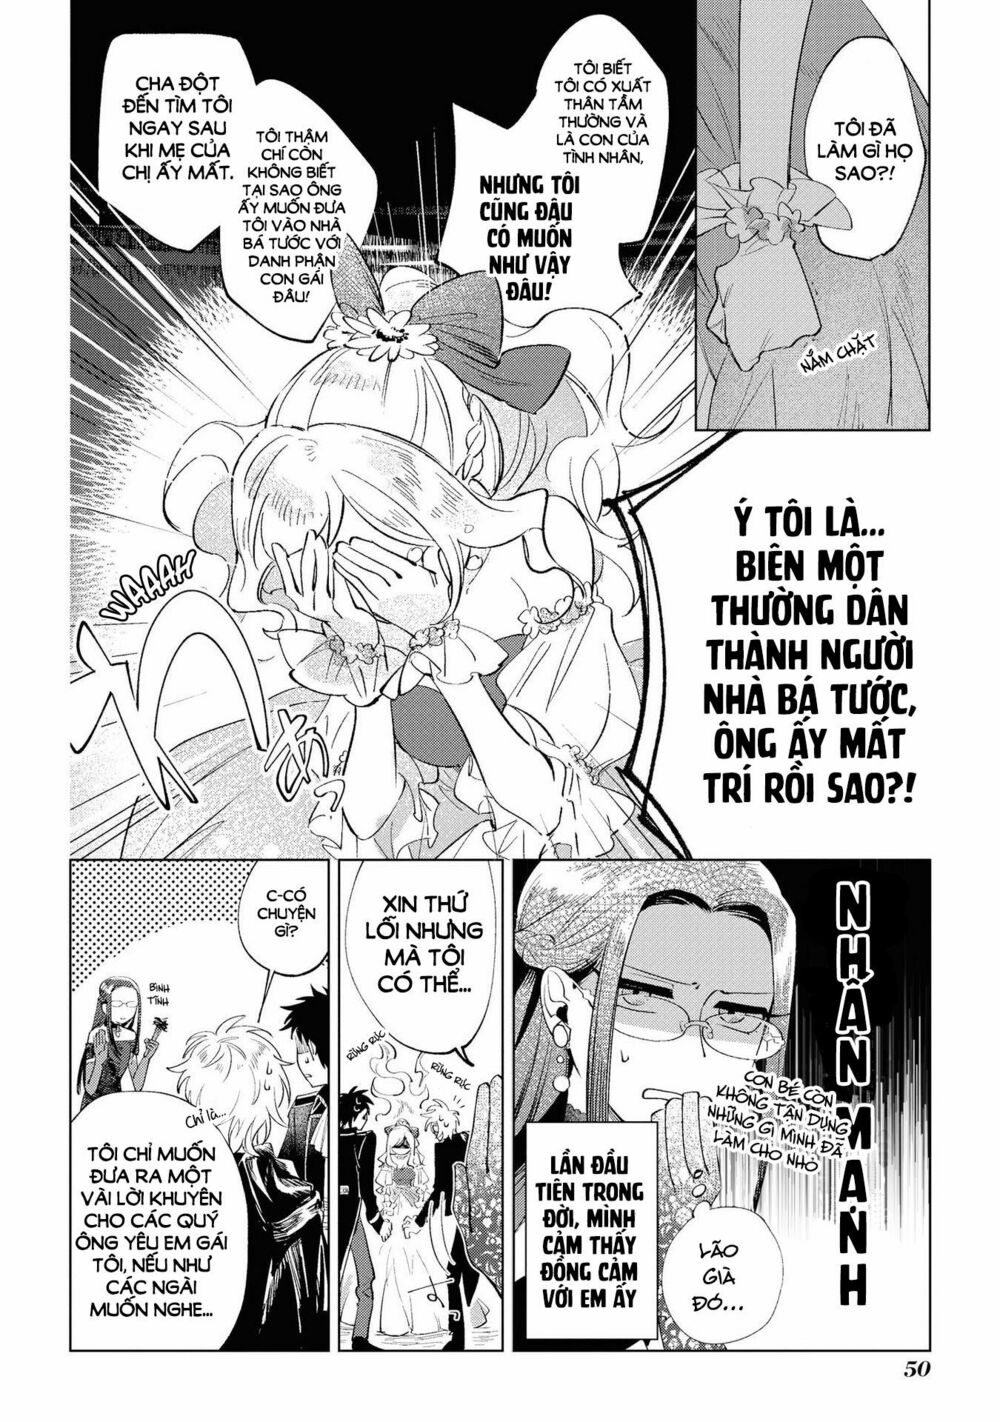 TÔI ĐÃ
LÀM GÌ HỌ
SAO?!
NẮM CHẶT
TÔI BIẾT
TÔI CÓ XUẤT
THÂN TẦM
THƯỜNG VÀ
LÀ CON CỦA
TÌNH NHÂN,
NHƯNG TÔI
CŨNG ĐÂU
CÓ MUỐN
NHƯ VẬY
ĐÂU!
TÔI THẬM
CHÍ CÒN
KHÔNG BIẾT
TẠI SAO ÔNG
ẤY MUỐN ĐƯA
TÔI VÀO NHÀ
BÁ TƯỚC VỚI
DANH PHẬN
CON GÁI
ĐÂU!
CHA ĐỘT
ĐẾN TÌM TÔI
NGAY SAU
KHI MẸ CỦA
CHỊ ẤY MẤT.
Ý TÔI LÀ...
BIẾN MỘT
THƯỜNG DÂN
THÀNH NGƯỜI
NHÀ BÁ TƯỚC,
ÔNG ẤY MẤT
TRÍ RỒI SAO?!
WAAAH
NHẤN MẠNH
CON BÉ CÒN
KHÔNG TẬN DỤNG
NHỮNG GÌ MÌNH ĐÃ
LÀM CHO NHỎ
LÃO
GIÀ
ĐÓ...
LẦN ĐẦU
TIÊN TRONG
ĐỜI, MÌNH
CẢM THẤY
ĐỒNG CẢM
VỚI EM ẤY
XIN THỨ
LỖI NHƯNG
MÀ TÔI
CÓ THỂ...
RỪNG RỰC
RỪNG RỰC
C-CÓ
CHUYỆN
GÌ?
BÌNH
TĨNH
CHỈ LÀ...
TÔI CHỈ MUỐN
ĐƯA RA MỘT
VÀI LỜI KHUYÊN
CHO CÁC QUÝ
ÔNG YÊU EM GÁI
TÔI, NẾU NHƯ
CÁC NGÀI
MUỐN NGHE...
50